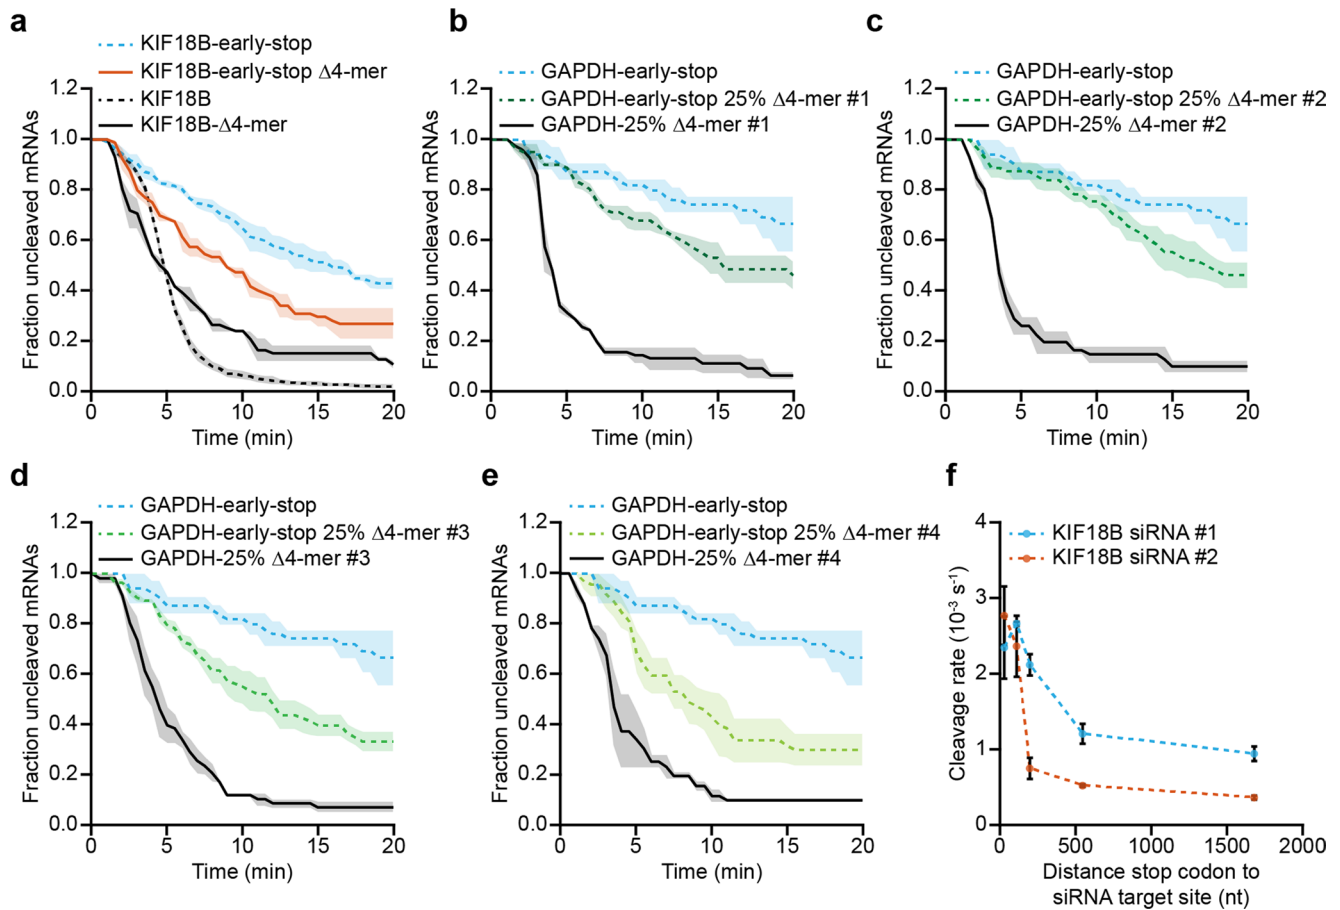 a
KIF18B-early-stop
KIF18B-early-stop Δ4-mer
KIF18B
KIF18B-Δ4-mer
Fraction uncleaved mRNAs
1.2
1.0
0.8
0.6
0.4
0.2
0.0
0 5 10 15 20
Time (min)
b
GAPDH-early-stop
GAPDH-early-stop 25% Δ4-mer #1
GAPDH-25% Δ4-mer #1
Fraction uncleaved mRNAs
1.2
1.0
0.8
0.6
0.4
0.2
0.0
0 5 10 15 20
Time (min)
c
GAPDH-early-stop
GAPDH-early-stop 25% Δ4-mer #2
GAPDH-25% Δ4-mer #2
Fraction uncleaved mRNAs
1.2
1.0
0.8
0.6
0.4
0.2
0.0
0 5 10 15 20
Time (min)
d
GAPDH-early-stop
GAPDH-early-stop 25% Δ4-mer #3
GAPDH-25% Δ4-mer #3
Fraction uncleaved mRNAs
1.2
1.0
0.8
0.6
0.4
0.2
0.0
0 5 10 15 20
Time (min)
e
GAPDH-early-stop
GAPDH-early-stop 25% Δ4-mer #4
GAPDH-25% Δ4-mer #4
Fraction uncleaved mRNAs
1.2
1.0
0.8
0.6
0.4
0.2
0.0
0 5 10 15 20
Time (min)
f
KIF18B siRNA #1
KIF18B siRNA #2
Cleavage rate (10⁻³ s⁻¹)
4
3
2
1
0
0 500 1000 1500 2000
Distance stop codon to
siRNA target site (nt)